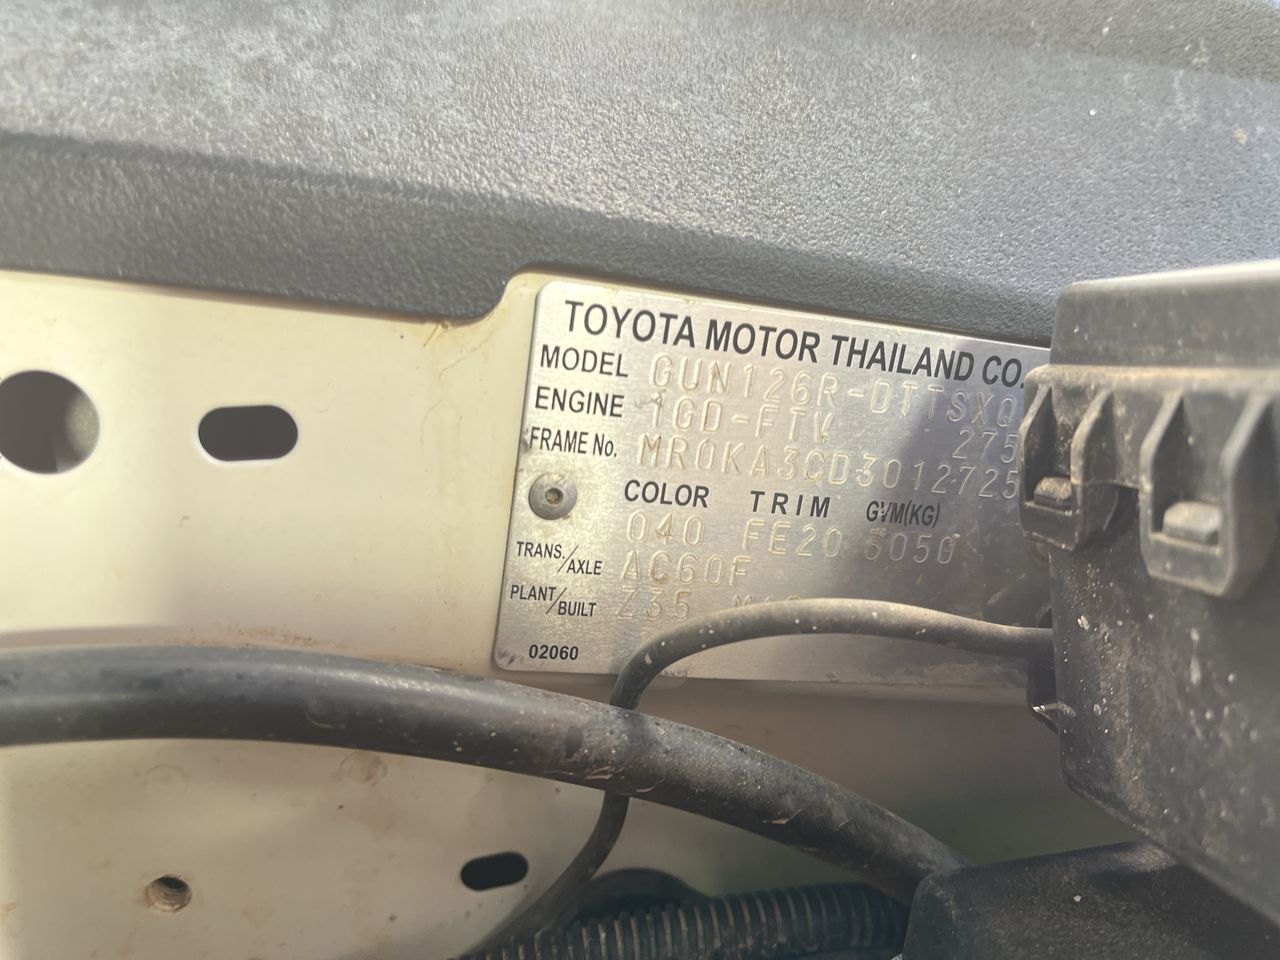 TOYOTA MOTOR THAILAND CO.
MODEL GUN126R-DTTSXQ
ENGINE 1GD-FTV 275
FRAME No. MR0KA3CD3012725
COLOR TRIM GVM(KG)
040 FE20 3050
TRANS./AXLE AC60F
PLANT/BUILT Z35
02060